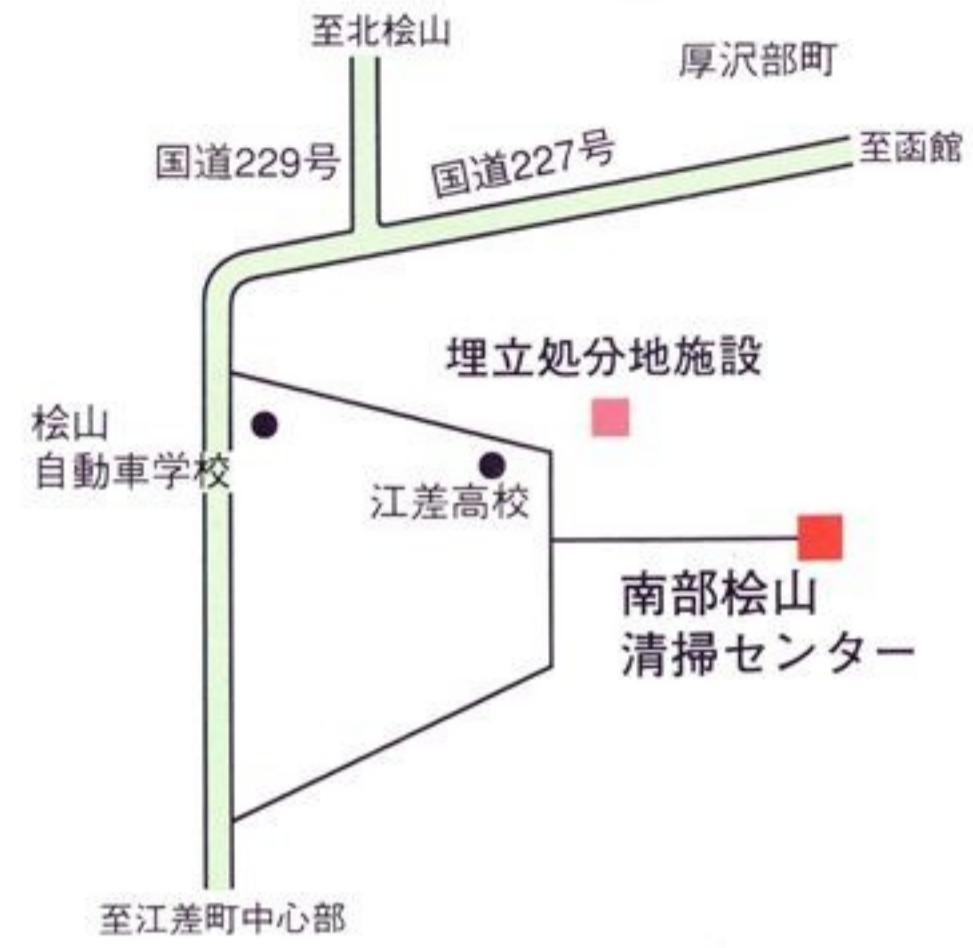 至北桧山
厚沢部町
国道229号
国道227号
至函館
埋立処分地施設
桧山
自動車学校
江差高校
南部桧山
清掃センター
至江差町中心部